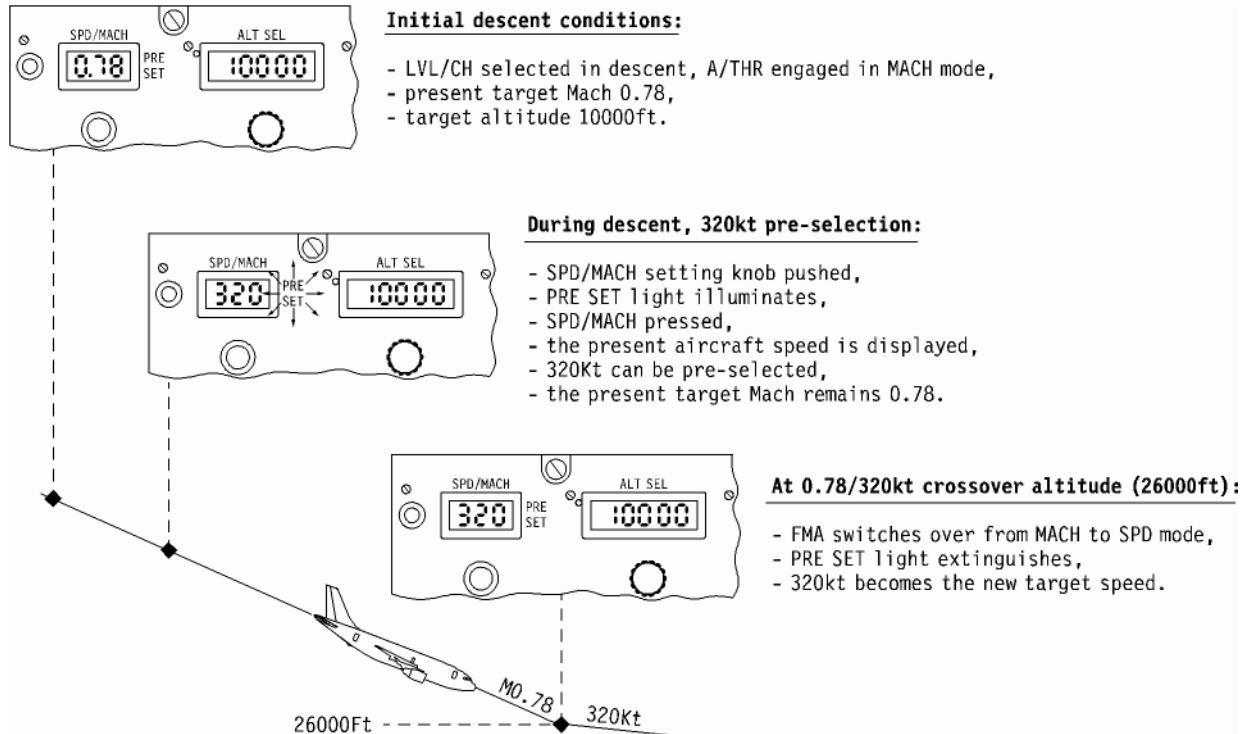 SPD/MACH
ALT SEL
0.78
PRE
SET
10000
Initial descent conditions:
- LVL/CH selected in descent, A/THR engaged in MACH mode,
- present target Mach 0.78,
- target altitude 10000ft.
During descent, 320kt pre-selection:
SPD/MACH
ALT SEL
320
PRE
SET
10000
- SPD/MACH setting knob pushed,
- PRE SET light illuminates,
- SPD/MACH pressed,
- the present aircraft speed is displayed,
- 320Kt can be pre-selected,
- the present target Mach remains 0.78.
SPD/MACH
ALT SEL
320
PRE
SET
10000
At 0.78/320kt crossover altitude (26000ft):
- FMA switches over from MACH to SPD mode,
- PRE SET light extinguishes,
- 320kt becomes the new target speed.
M0.78
320Kt
26000Ft